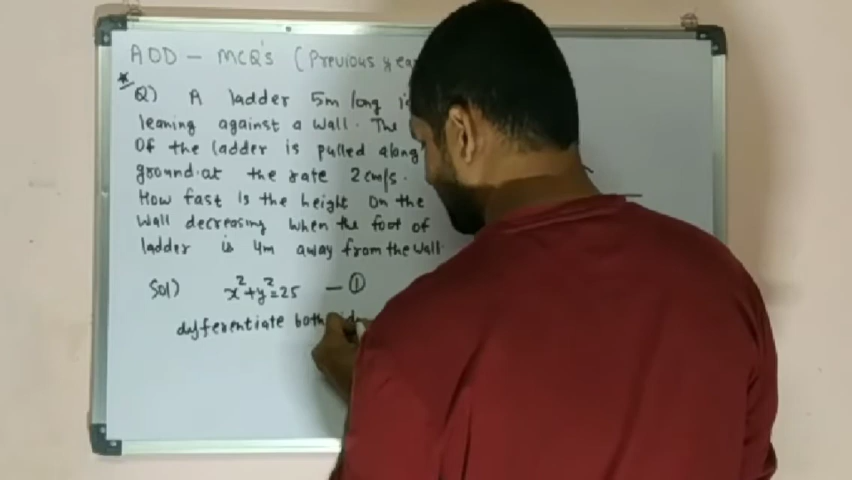 AOD - MCQ's (Previous year
* Q) A ladder 5m long is
leaning against a wall. The
Of the ladder is pulled along
ground.at the rate 2 cm/s.
How fast is the height on the
wall decreasing when the foot of
ladder is 4m away from the wall.
Sol) x²+y²=25 — ①
differentiate both